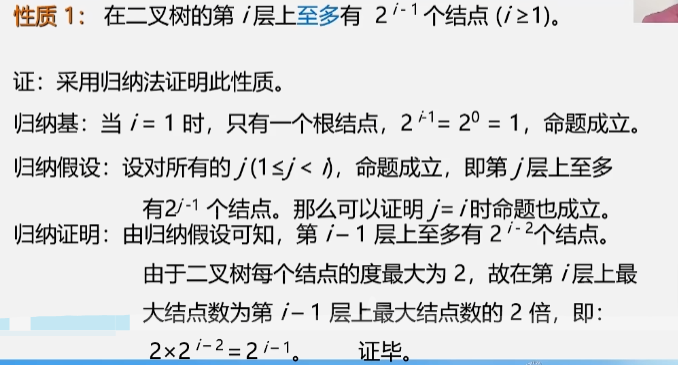 性质 1： 在二叉树的第 i 层上至多有 2^{i-1} 个结点 (i ≥1)。
证：采用归纳法证明此性质。
归纳基：当 i = 1 时，只有一个根结点，2^{i-1} = 2^0 = 1，命题成立。
归纳假设：设对所有的 j (1≤j < i)，命题成立，即第 j 层上至多
有2^{j-1} 个结点。那么可以证明 j = i 时命题也成立。
归纳证明：由归纳假设可知，第 i – 1 层上至多有 2^{i-2}个结点。
由于二叉树每个结点的度最大为 2，故在第 i 层上最
大结点数为第 i – 1 层上最大结点数的 2 倍，即：
2×2^{i-2} = 2^{i-1}。 证毕。